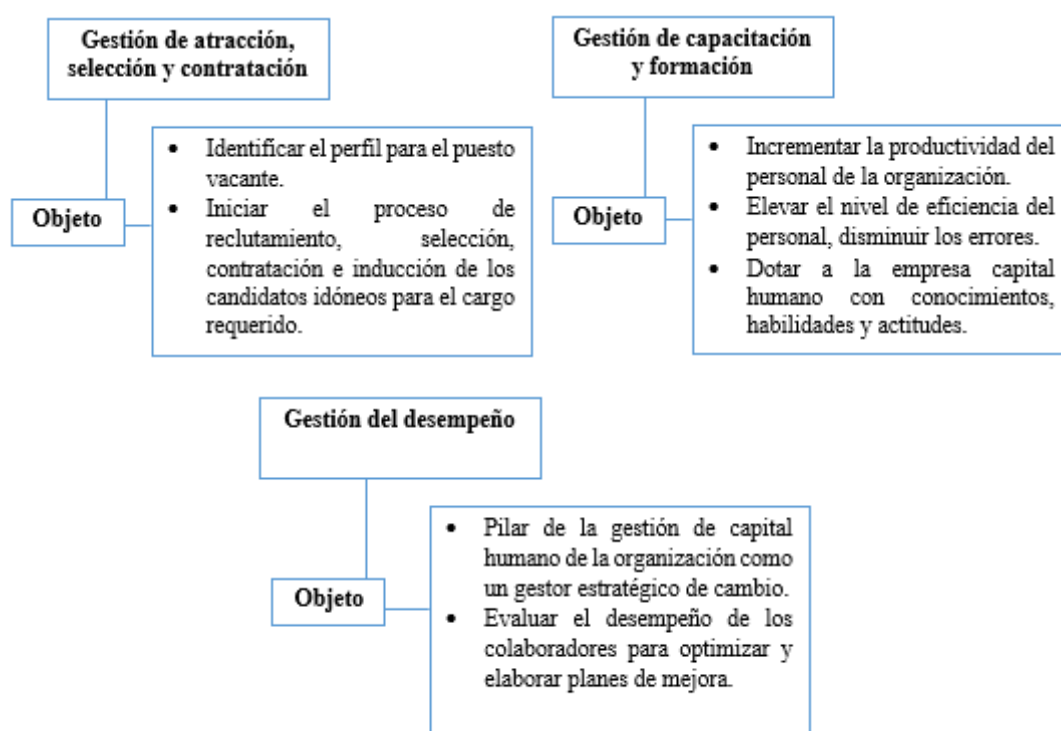 Gestión de atracción,
selección y contratación
Objeto
• Identificar el perfil para el puesto
vacante.
• Iniciar el proceso de
reclutamiento, selección,
contratación e inducción de los
candidatos idóneos para el cargo
requerido.
Gestión de capacitación
y formación
Objeto
• Incrementar la productividad del
personal de la organización.
• Elevar el nivel de eficiencia del
personal, disminuir los errores.
• Dotar a la empresa capital
humano con conocimientos,
habilidades y actitudes.
Gestión del desempeño
Objeto
• Pilar de la gestión de capital
humano de la organización como
un gestor estratégico de cambio.
• Evaluar el desempeño de los
colaboradores para optimizar y
elaborar planes de mejora.